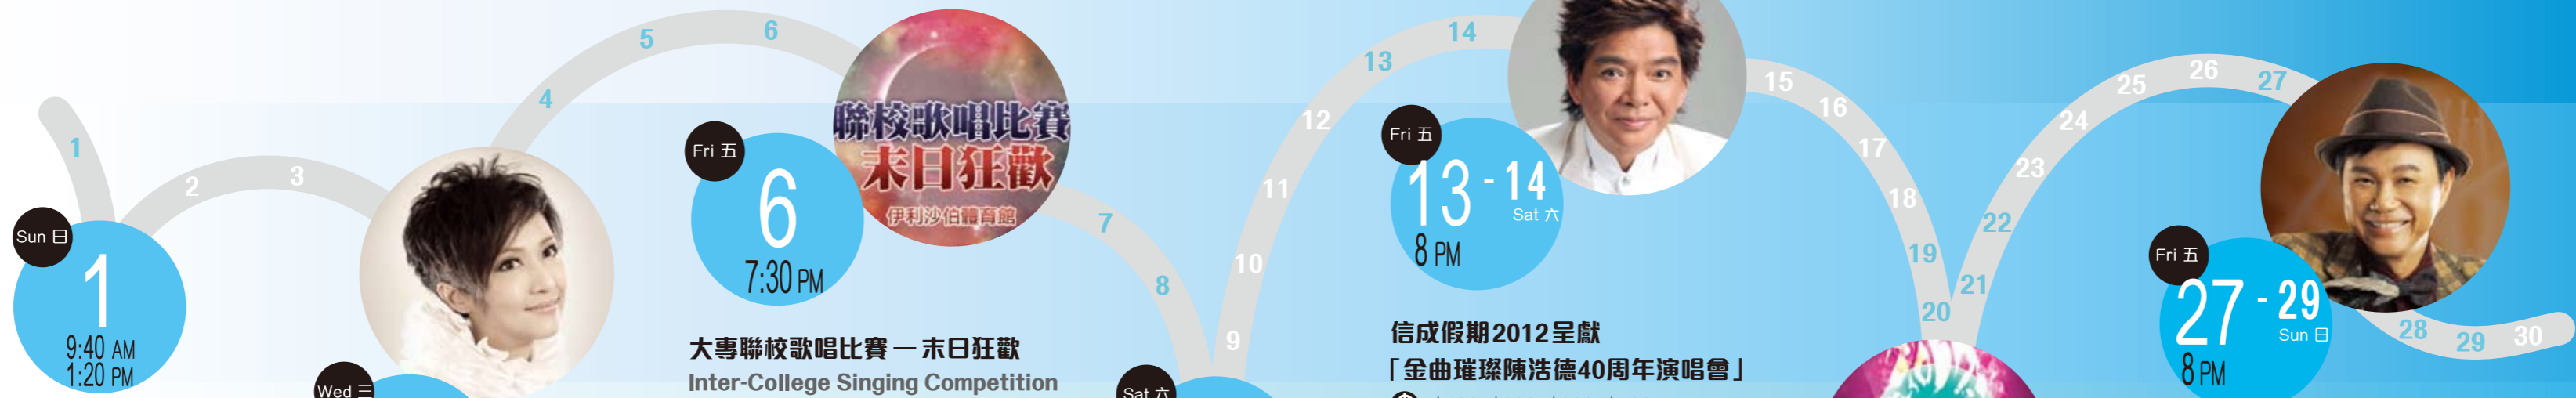 1
2
3
4
5
6
7
8
9
10
11
12
13
14
15
16
17
18
19
20
21
22
23
24
25
26
27
28
29
30
Sun 日
1
9:40 AM
1:20 PM
Wed 三
Fri 五
6
7:30 PM
聯校歌唱比賽
末日狂歡
伊利沙伯體育館
大專聯校歌唱比賽 — 末日狂歡
Inter-College Singing Competition
Sat 六
Fri 五
13 - 14
Sat 六
8 PM
信成假期2012呈獻
「金曲璀璨陳浩德40周年演唱會」
Fri 五
27 - 29
Sun 日
8 PM